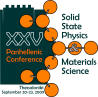 Solid
State
Physics
&
Materials
Science
XXV
Panhellenic
Conference
Thessaloniki
September 20-23, 2009